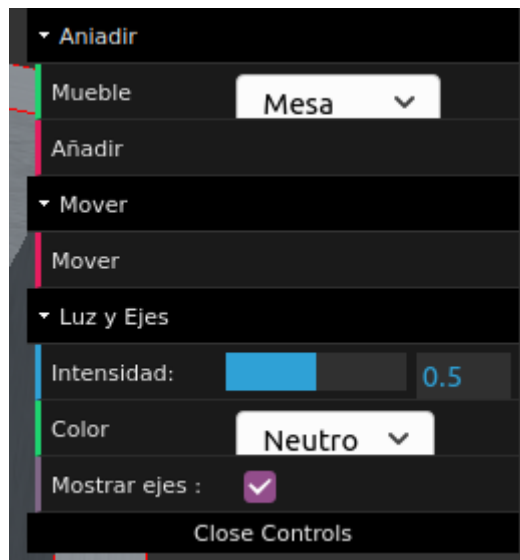 Aniadir
Mueble Mesa
Añadir
Mover
Mover
Luz y Ejes
Intensidad: 0.5
Color Neutro
Mostrar ejes :
Close Controls